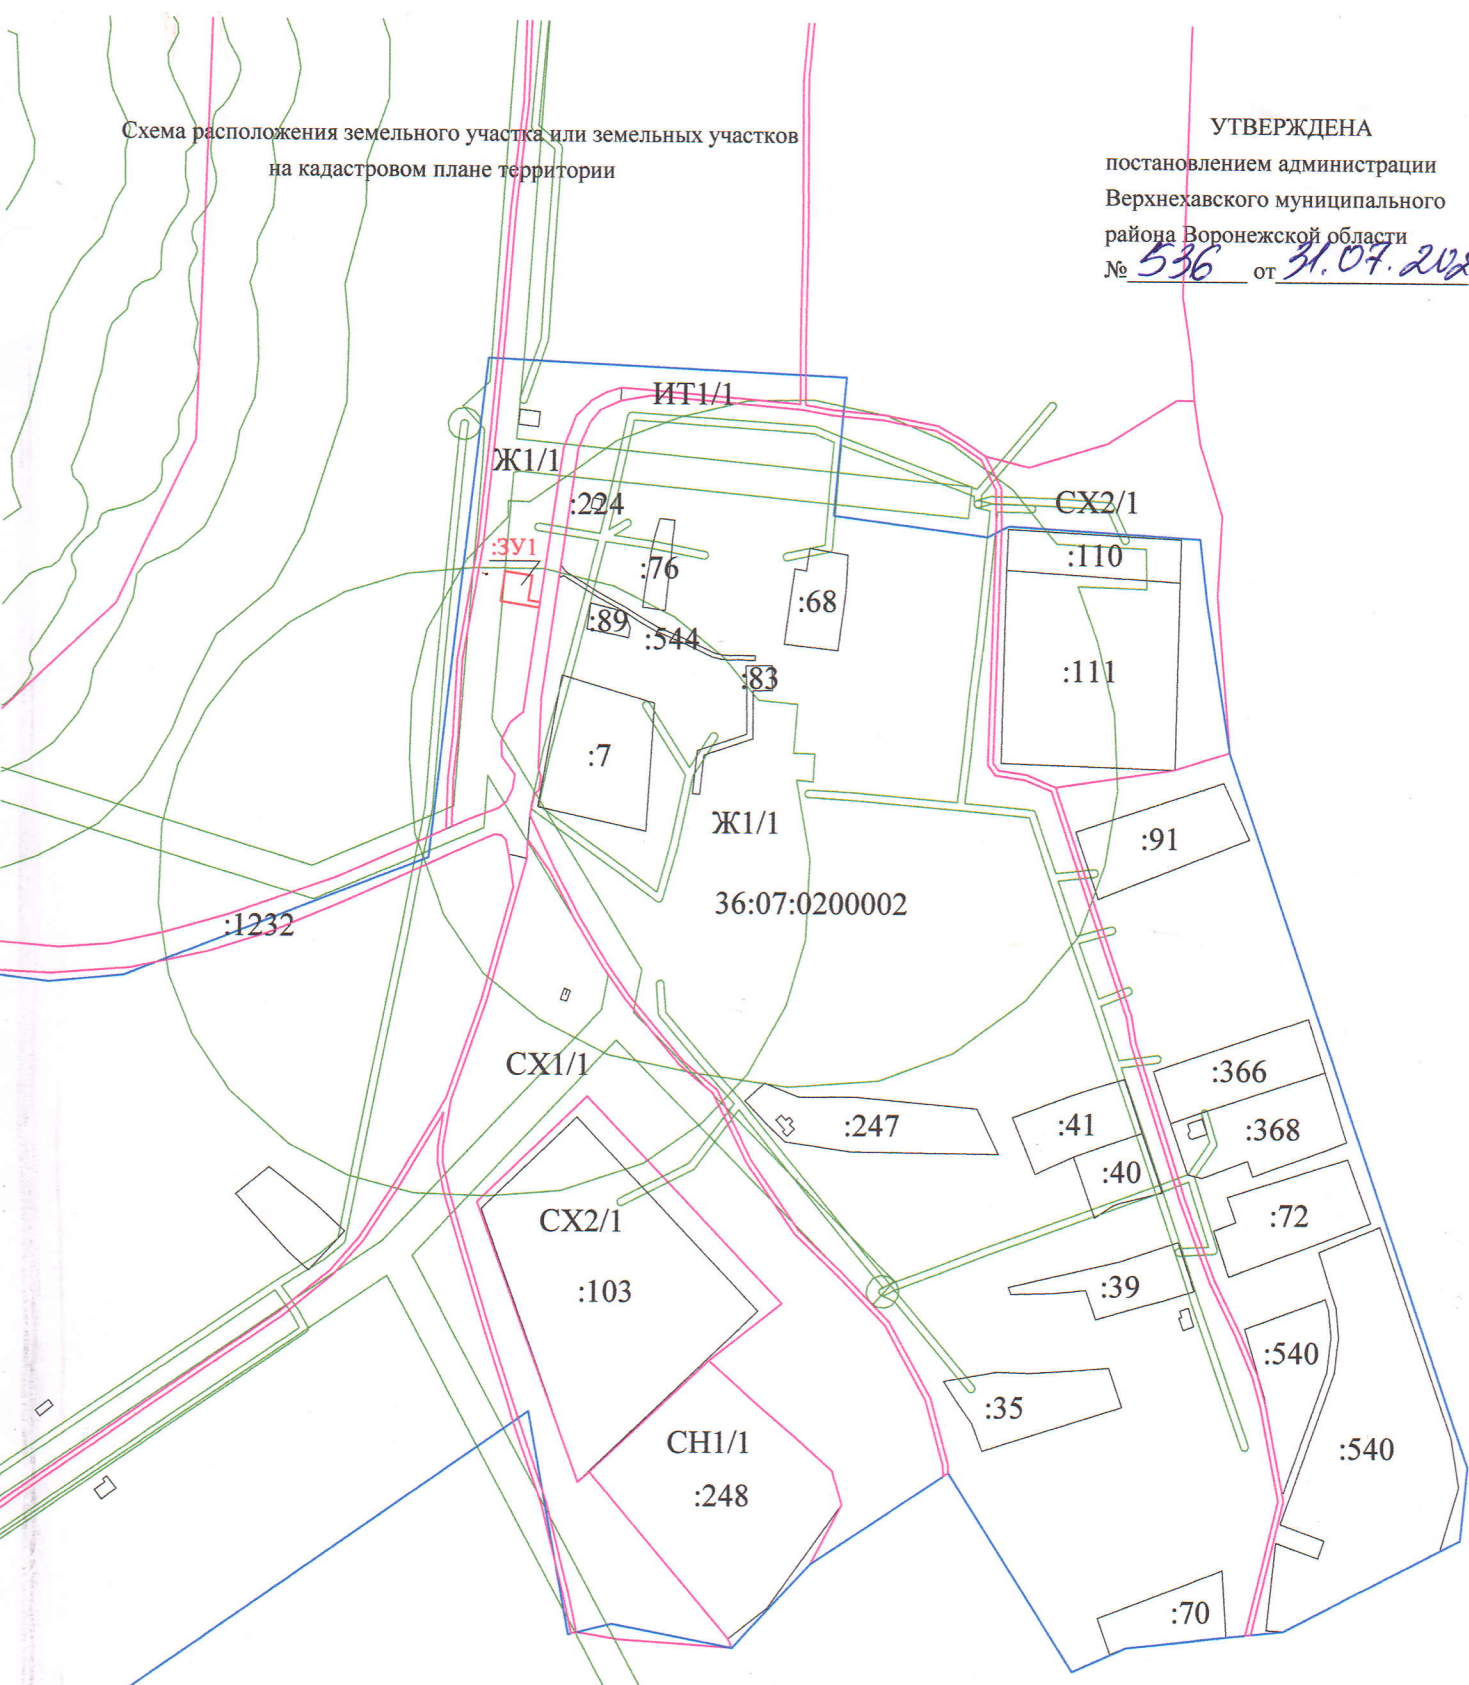 Схема расположения земельного участка или земельных участков
на кадастровом плане территории
УТВЕРЖДЕНА
постановлением администрации
Верхнехавского муниципального
района Воронежской области
№ 536 от 31.07.202
ИТ1/1
Ж1/1
:224
СХ2/1
:ЗУ1
:110
:76
:68
:89
:544
:83
:111
:7
Ж1/1
:91
36:07:0200002
:1232
СХ1/1
:366
:247
:41
:368
:40
СХ2/1
:72
:103
:39
:540
:35
СН1/1
:540
:248
:70